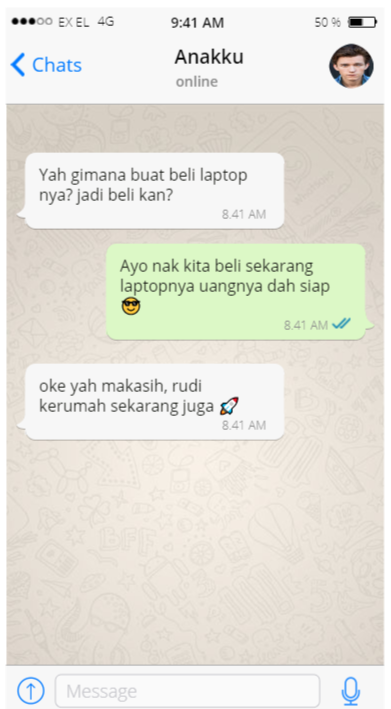 EXEL 4G 9:41 AM 50 %
Chats
Anakku
online
Yah gimana buat beli laptop
nya? jadi beli kan?
8.41 AM
Ayo nak kita beli sekarang
laptopnya uangnya dah siap
😎
8.41 AM
oke yah makasih, rudi
kerumah sekarang juga 🚀
8.41 AM
BFF
Message